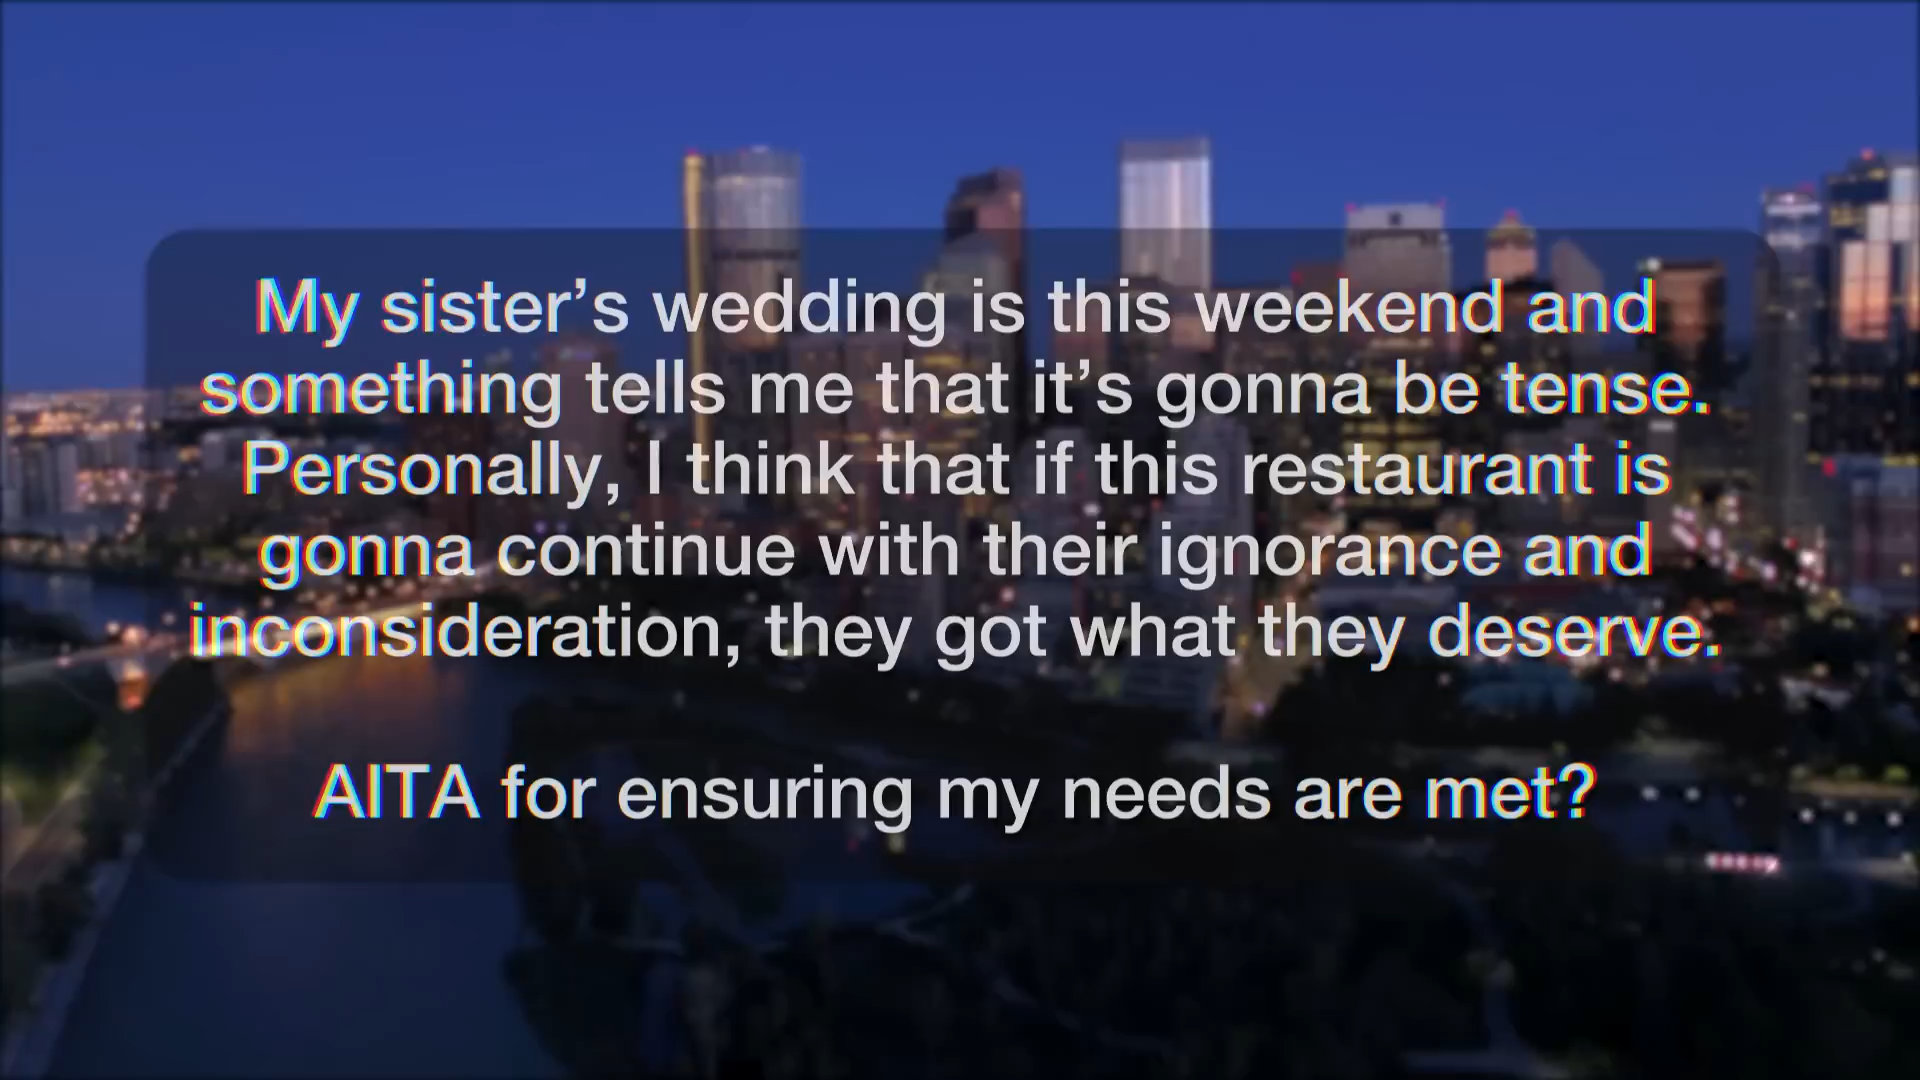 My sister’s wedding is this weekend and
something tells me that it’s gonna be tense.
Personally, I think that if this restaurant is
gonna continue with their ignorance and
inconsideration, they got what they deserve.
AITA for ensuring my needs are met?